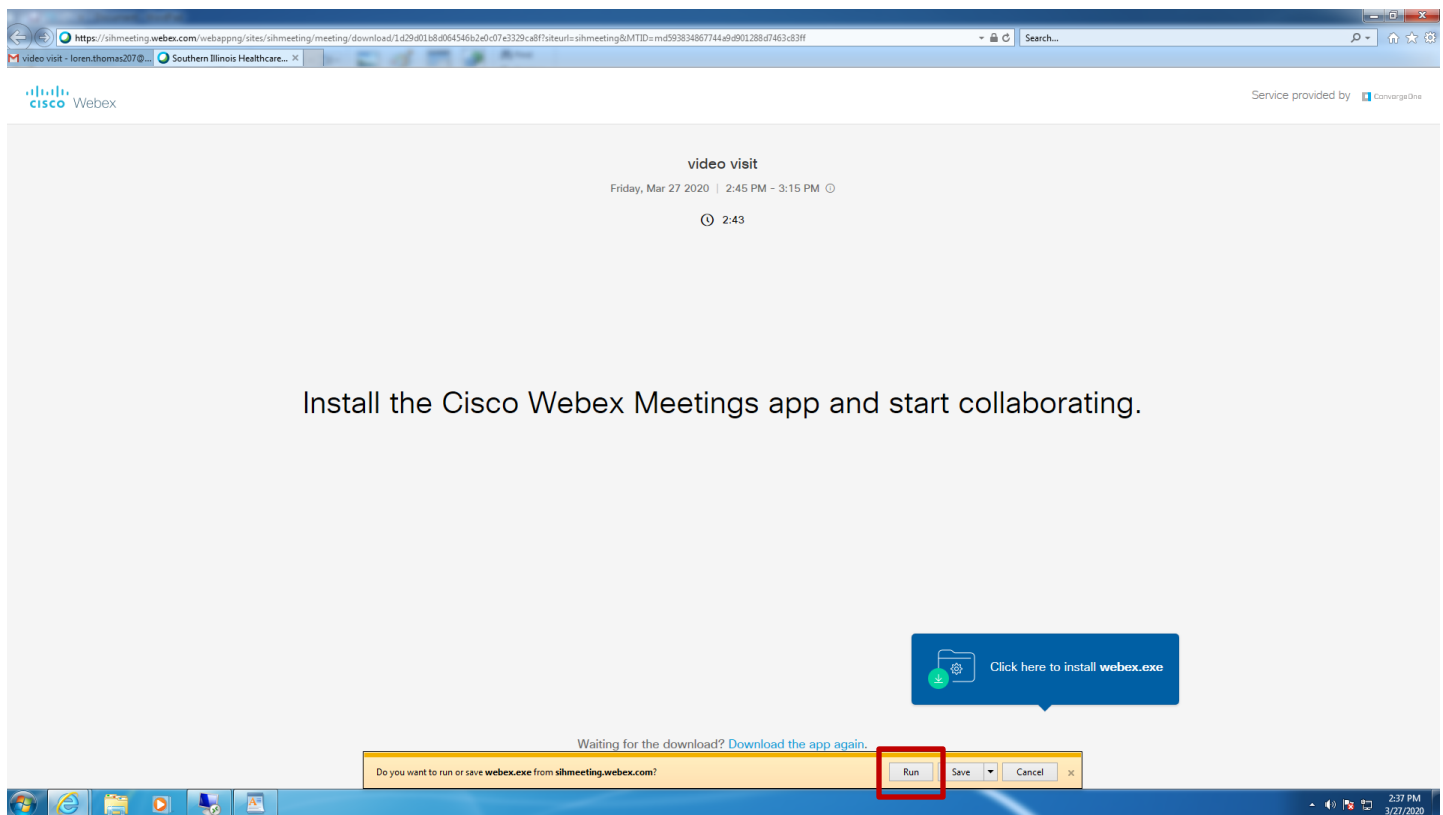 https://sihmeeting.webex.com/webappng/sites/sihmeeting/meeting/download/1d29d01b8d064546b2e0c07e3329ca8f?siteurl=sihmeeting&MTID=md593834867744a9d901288d7463c83ff
Search...
video visit - loren.thomas207@...
Southern Illinois Healthcare...
CISCO Webex
Service provided by ConvergeOne
video visit
Friday, Mar 27 2020 | 2:45 PM - 3:15 PM
2:43
Install the Cisco Webex Meetings app and start collaborating.
Click here to install webex.exe
Waiting for the download? Download the app again.
Do you want to run or save webex.exe from sihmeeting.webex.com?
Run
Save
Cancel
2:37 PM
3/27/2020